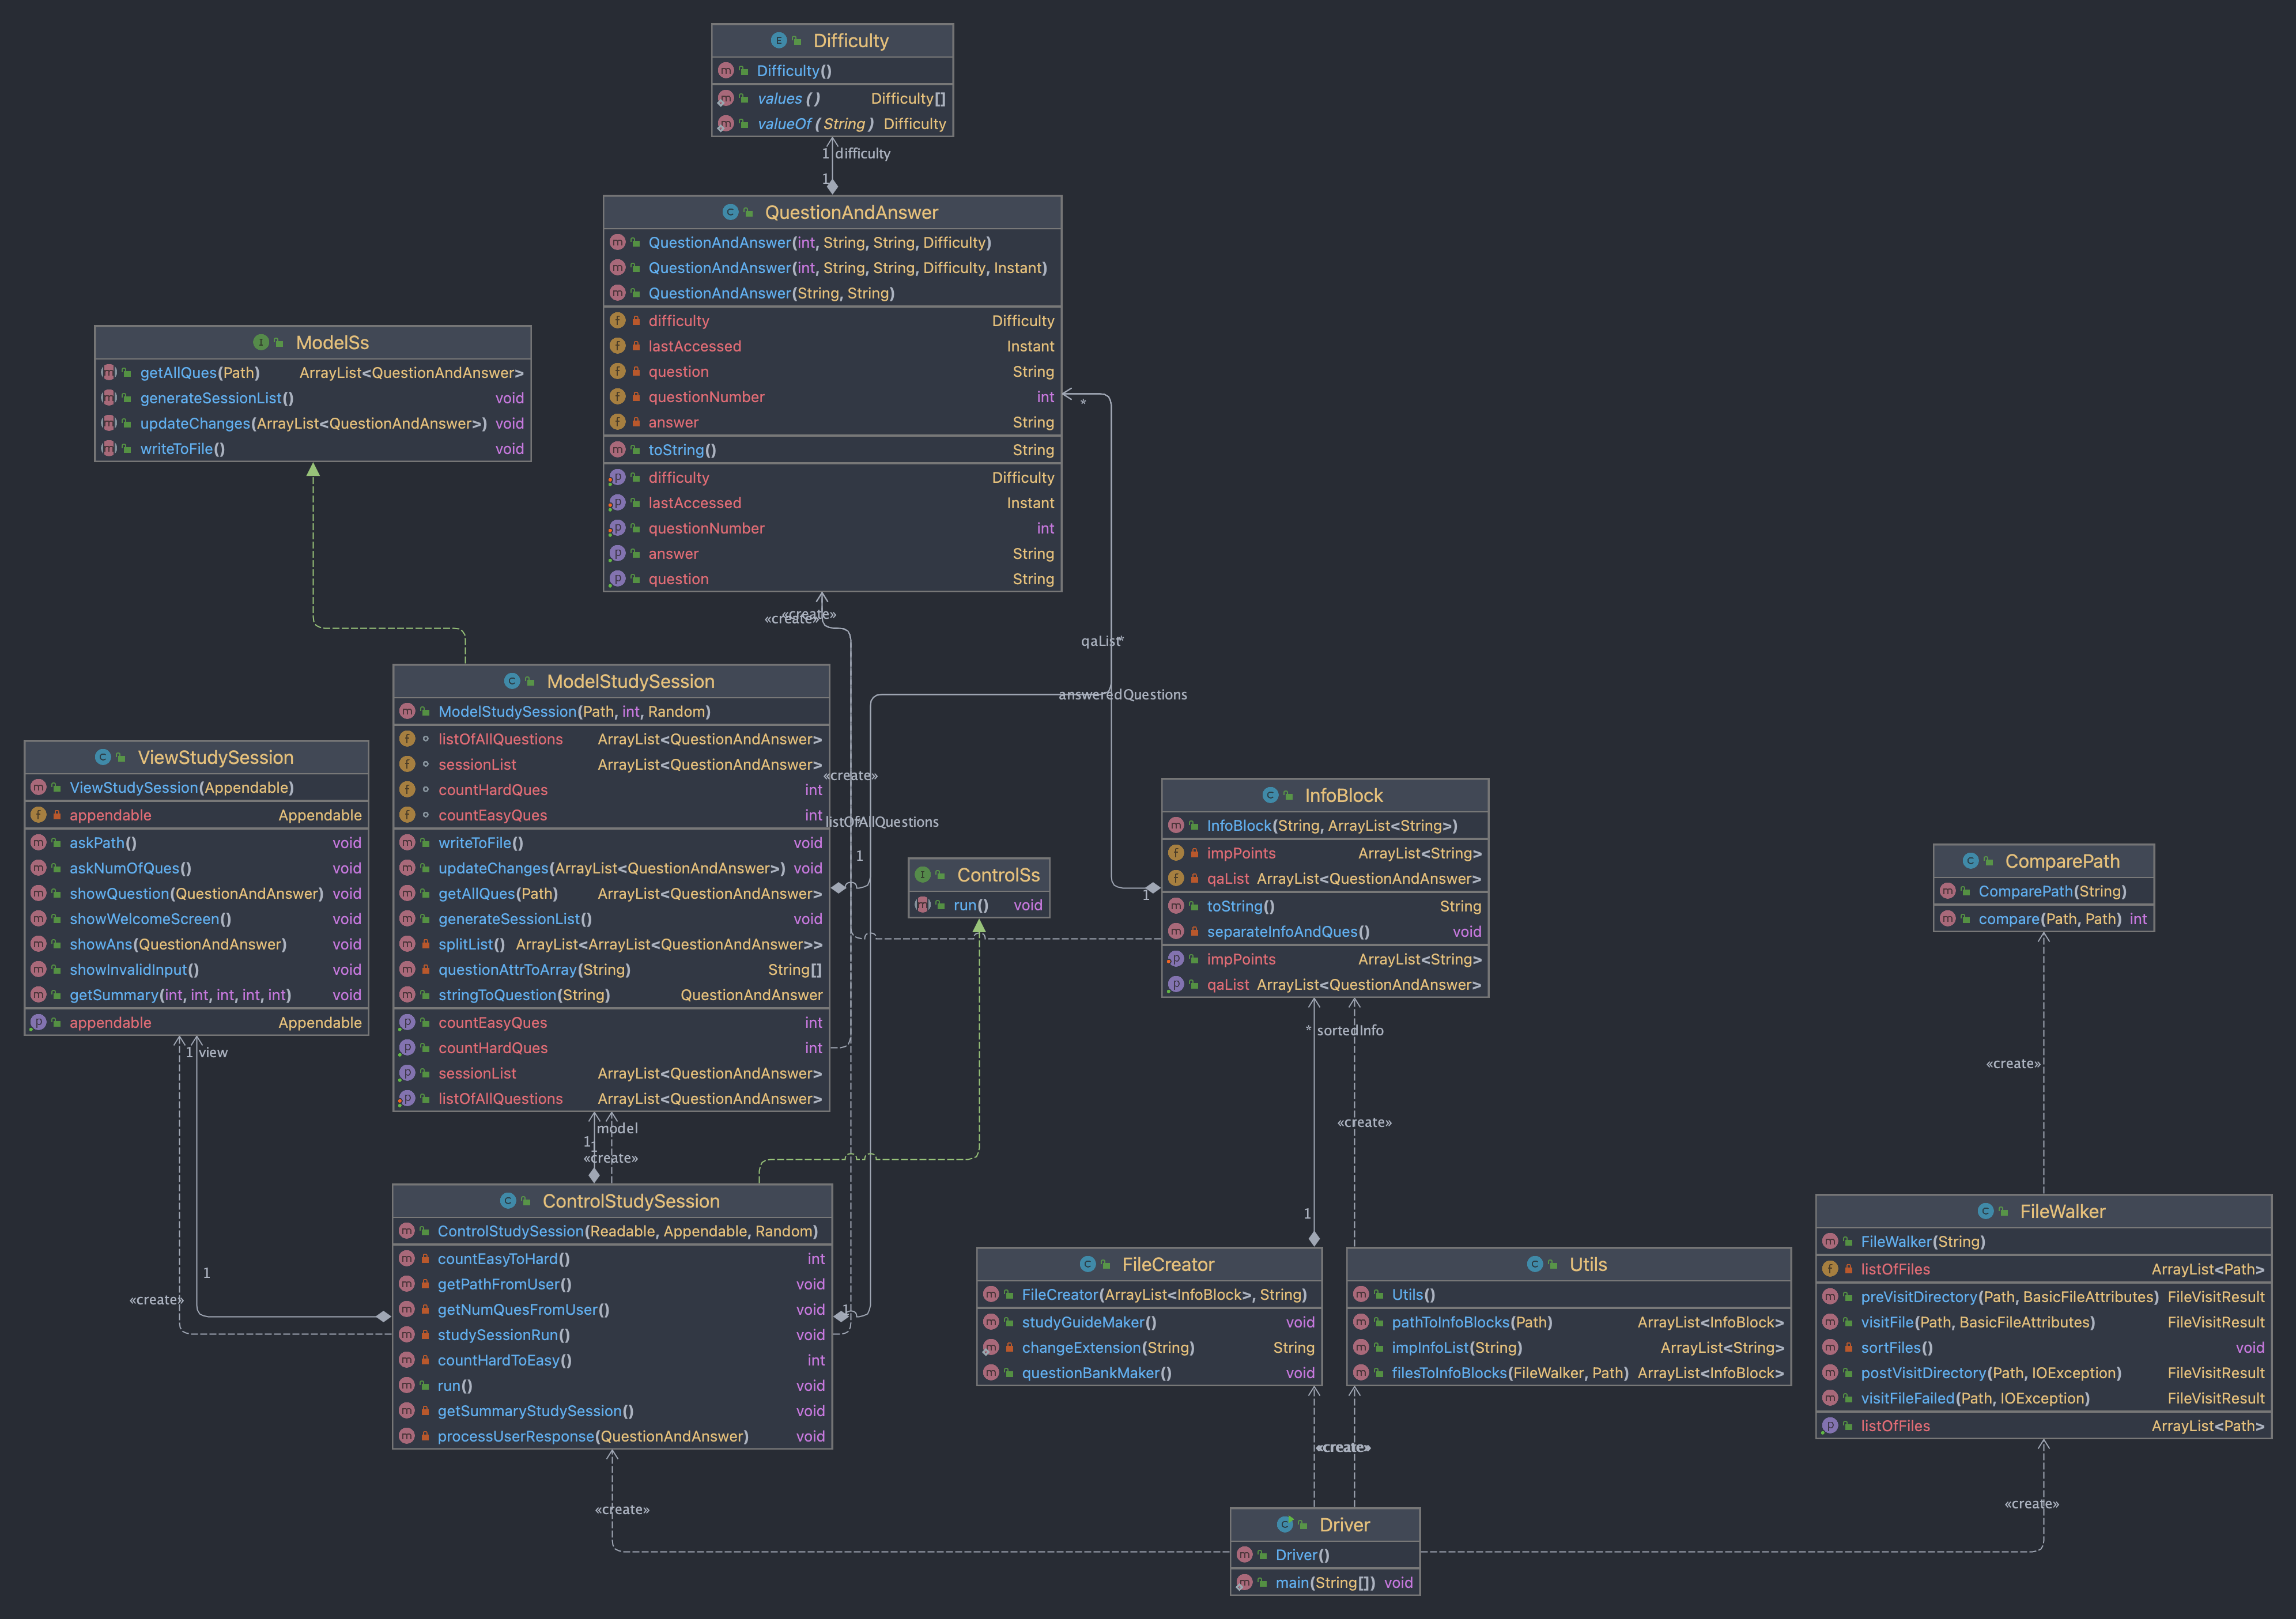 Difficulty
Difficulty()
values() Difficulty[]
valueOf(String) Difficulty
1 difficulty
1
QuestionAndAnswer
QuestionAndAnswer(int, String, String, Difficulty)
QuestionAndAnswer(int, String, String, Difficulty, Instant)
QuestionAndAnswer(String, String)
difficulty Difficulty
lastAccessed Instant
question String
questionNumber int
answer String
toString() String
difficulty Difficulty
lastAccessed Instant
questionNumber int
answer String
question String
*
«create»
«create»
qaList*
answeredQuestions
ModelSs
getAllQues(Path) ArrayList<QuestionAndAnswer>
generateSessionList() void
updateChanges(ArrayList<QuestionAndAnswer>) void
writeToFile() void
ModelStudySession
ModelStudySession(Path, int, Random)
listOfAllQuestions ArrayList<QuestionAndAnswer>
sessionList ArrayList<QuestionAndAnswer>
countHardQues int
countEasyQues int
writeToFile() void
updateChanges(ArrayList<QuestionAndAnswer>) void
getAllQues(Path) ArrayList<QuestionAndAnswer>
generateSessionList() void
splitList() ArrayList<ArrayList<QuestionAndAnswer>>
questionAttrToArray(String) String[]
stringToQuestion(String) QuestionAndAnswer
countEasyQues int
countHardQues int
sessionList ArrayList<QuestionAndAnswer>
listOfAllQuestions ArrayList<QuestionAndAnswer>
«create»
listOfAllQuestions
1
ViewStudySession
ViewStudySession(Appendable)
appendable Appendable
askPath() void
askNumOfQues() void
showQuestion(QuestionAndAnswer) void
showWelcomeScreen() void
showAns(QuestionAndAnswer) void
showInvalidInput() void
getSummary(int, int, int, int, int) void
appendable Appendable
1 view
ControlSs
run() void
InfoBlock
InfoBlock(String, ArrayList<String>)
impPoints ArrayList<String>
qaList ArrayList<QuestionAndAnswer>
toString() String
separateInfoAndQues() void
impPoints ArrayList<String>
qaList ArrayList<QuestionAndAnswer>
1
* sortedInfo
ComparePath
ComparePath(String)
compare(Path, Path) int
«create»
«create»
model
1
1
«create»
ControlStudySession
ControlStudySession(Readable, Appendable, Random)
countEasyToHard() int
getPathFromUser() void
getNumQuesFromUser() void
studySessionRun() void
countHardToEasy() int
run() void
getSummaryStudySession() void
processUserResponse(QuestionAndAnswer) void
1
«create»
1
1
FileCreator
FileCreator(ArrayList<InfoBlock>, String)
studyGuideMaker() void
changeExtension(String) String
questionBankMaker() void
Utils
Utils()
pathToInfoBlocks(Path) ArrayList<InfoBlock>
impInfoList(String) ArrayList<String>
filesToInfoBlocks(FileWalker, Path) ArrayList<InfoBlock>
FileWalker
FileWalker(String)
listOfFiles ArrayList<Path>
preVisitDirectory(Path, BasicFileAttributes) FileVisitResult
visitFile(Path, BasicFileAttributes) FileVisitResult
sortFiles() void
postVisitDirectory(Path, IOException) FileVisitResult
visitFileFailed(Path, IOException) FileVisitResult
listOfFiles ArrayList<Path>
«create»
«create»
«create»
Driver
Driver()
main(String[]) void